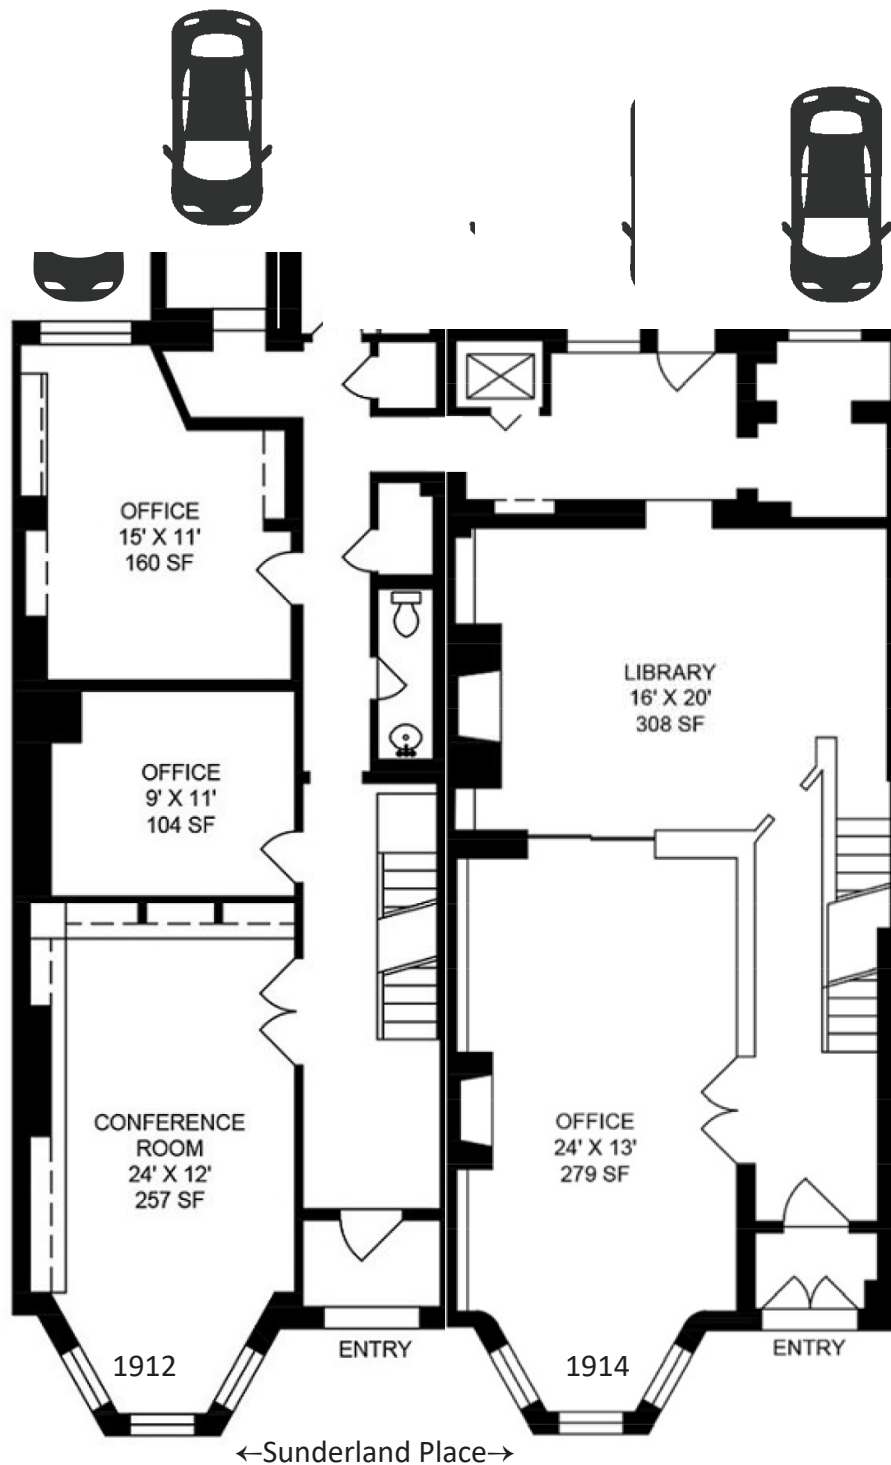 OFFICE
15' X 11'
160 SF
LIBRARY
16' X 20'
308 SF
OFFICE
9' X 11'
104 SF
CONFERENCE
ROOM
24' X 12'
257 SF
OFFICE
24' X 13'
279 SF
ENTRY
ENTRY
1912
1914
←Sunderland Place→